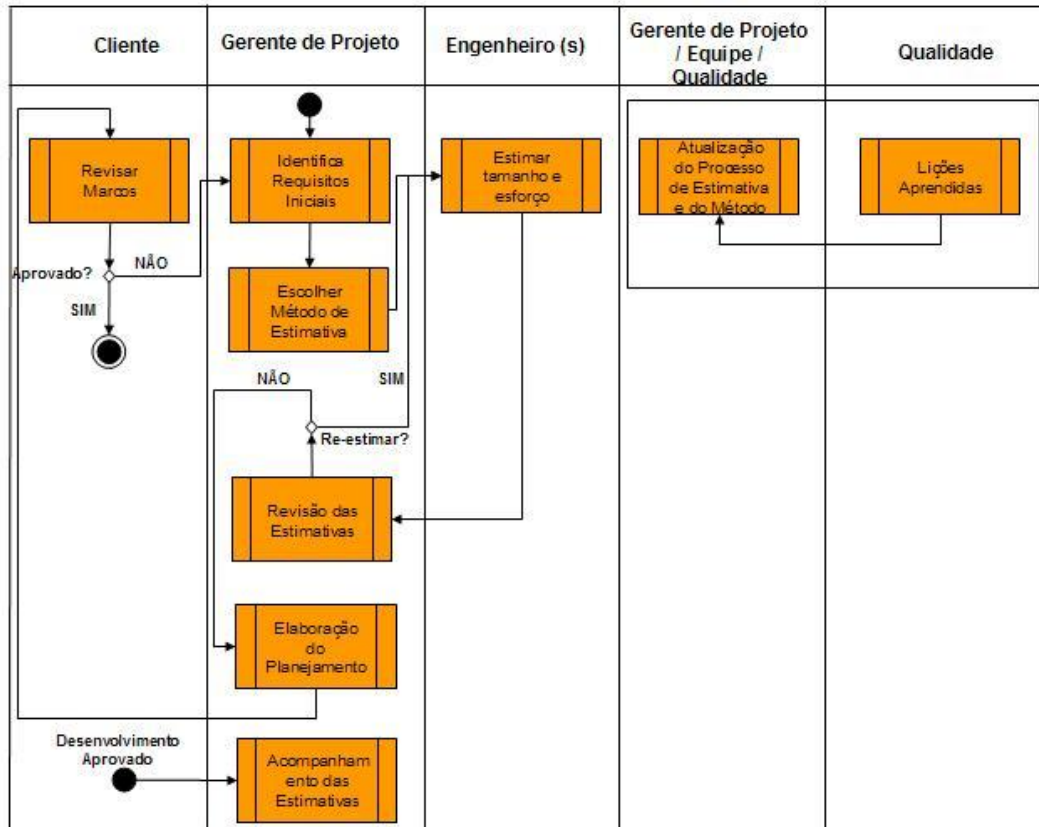 Cliente
Gerente de Projeto
Engenheiro (s)
Gerente de Projeto
/ Equipe /
Qualidade
Qualidade
Revisar
Marcos
Identifica
Requisitos
Iniciais
Estimar
tamanho e
esforço
Atualização
do Processo
de Estimativa
e do Método
Lições
Aprendidas
Aprovado?
NÃO
SIM
Escolher
Método de
Estimativa
NÃO
SIM
Re-estimar?
Revisão das
Estimativas
Elaboração
do
Planejamento
Desenvolvimento
Aprovado
Acompanham
ento das
Estimativas